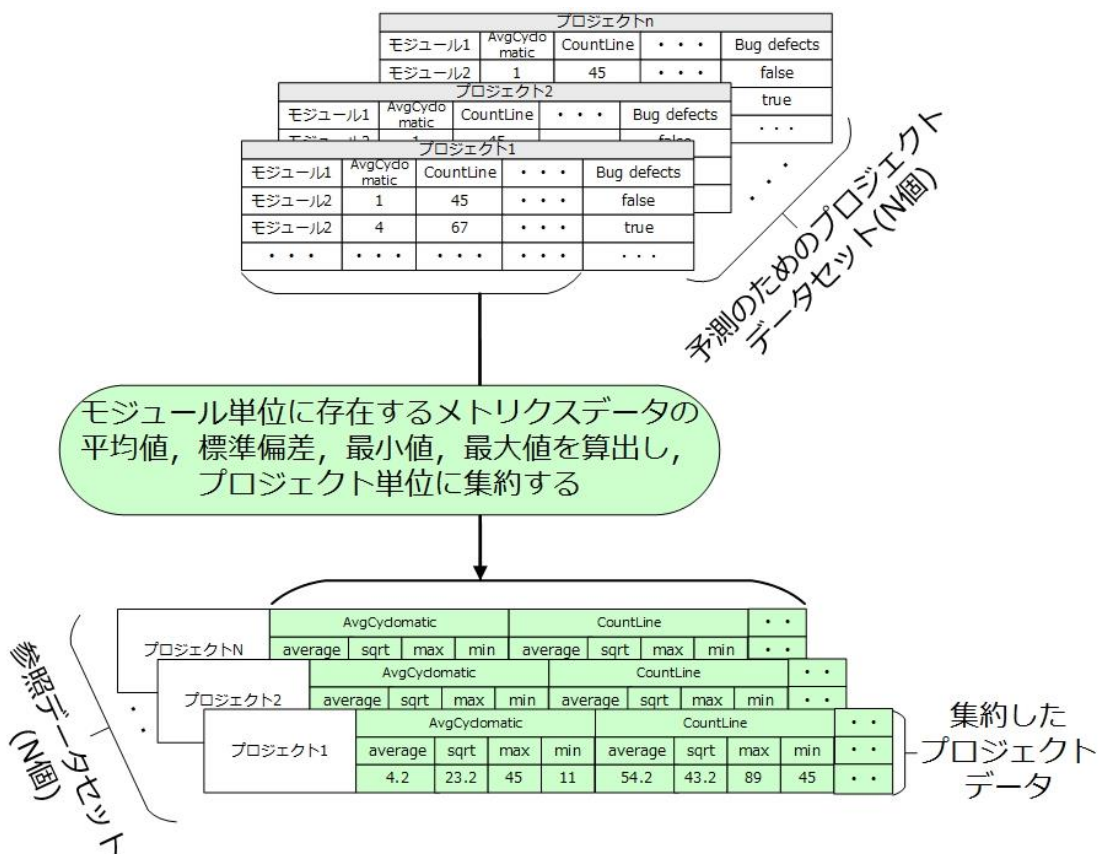 プロジェクトn
モジュール1 AvgCyclo matic CountLine ・・・ Bug defects
モジュール2 1 45 ・・・ false
true
・・・
プロジェクト2
モジュール1 AvgCyclo matic CountLine ・・・ Bug defects
プロジェクト1
モジュール1 AvgCyclo matic CountLine ・・・ Bug defects
モジュール2 1 45 ・・・ false
モジュール2 4 67 ・・・ true
・・・ ・・・ ・・・ ・・・ ・・・
・・・
予測のためのプロジェクト
データセット(N個)
モジュール単位に存在するメトリクスデータの
平均値，標準偏差，最小値，最大値を算出し，
プロジェクト単位に集約する
プロジェクトN
AvgCyclomatic CountLine ・・
average sqrt max min average sqrt max min ・・
プロジェクト2
AvgCyclomatic CountLine ・・
average sqrt max min average sqrt max min ・・
プロジェクト1
AvgCyclomatic CountLine ・・
average sqrt max min average sqrt max min ・・
4.2 23.2 45 11 54.2 43.2 89 45 ・・
参照データセット
(N個)
・・・
集約した
プロジェクト
データ